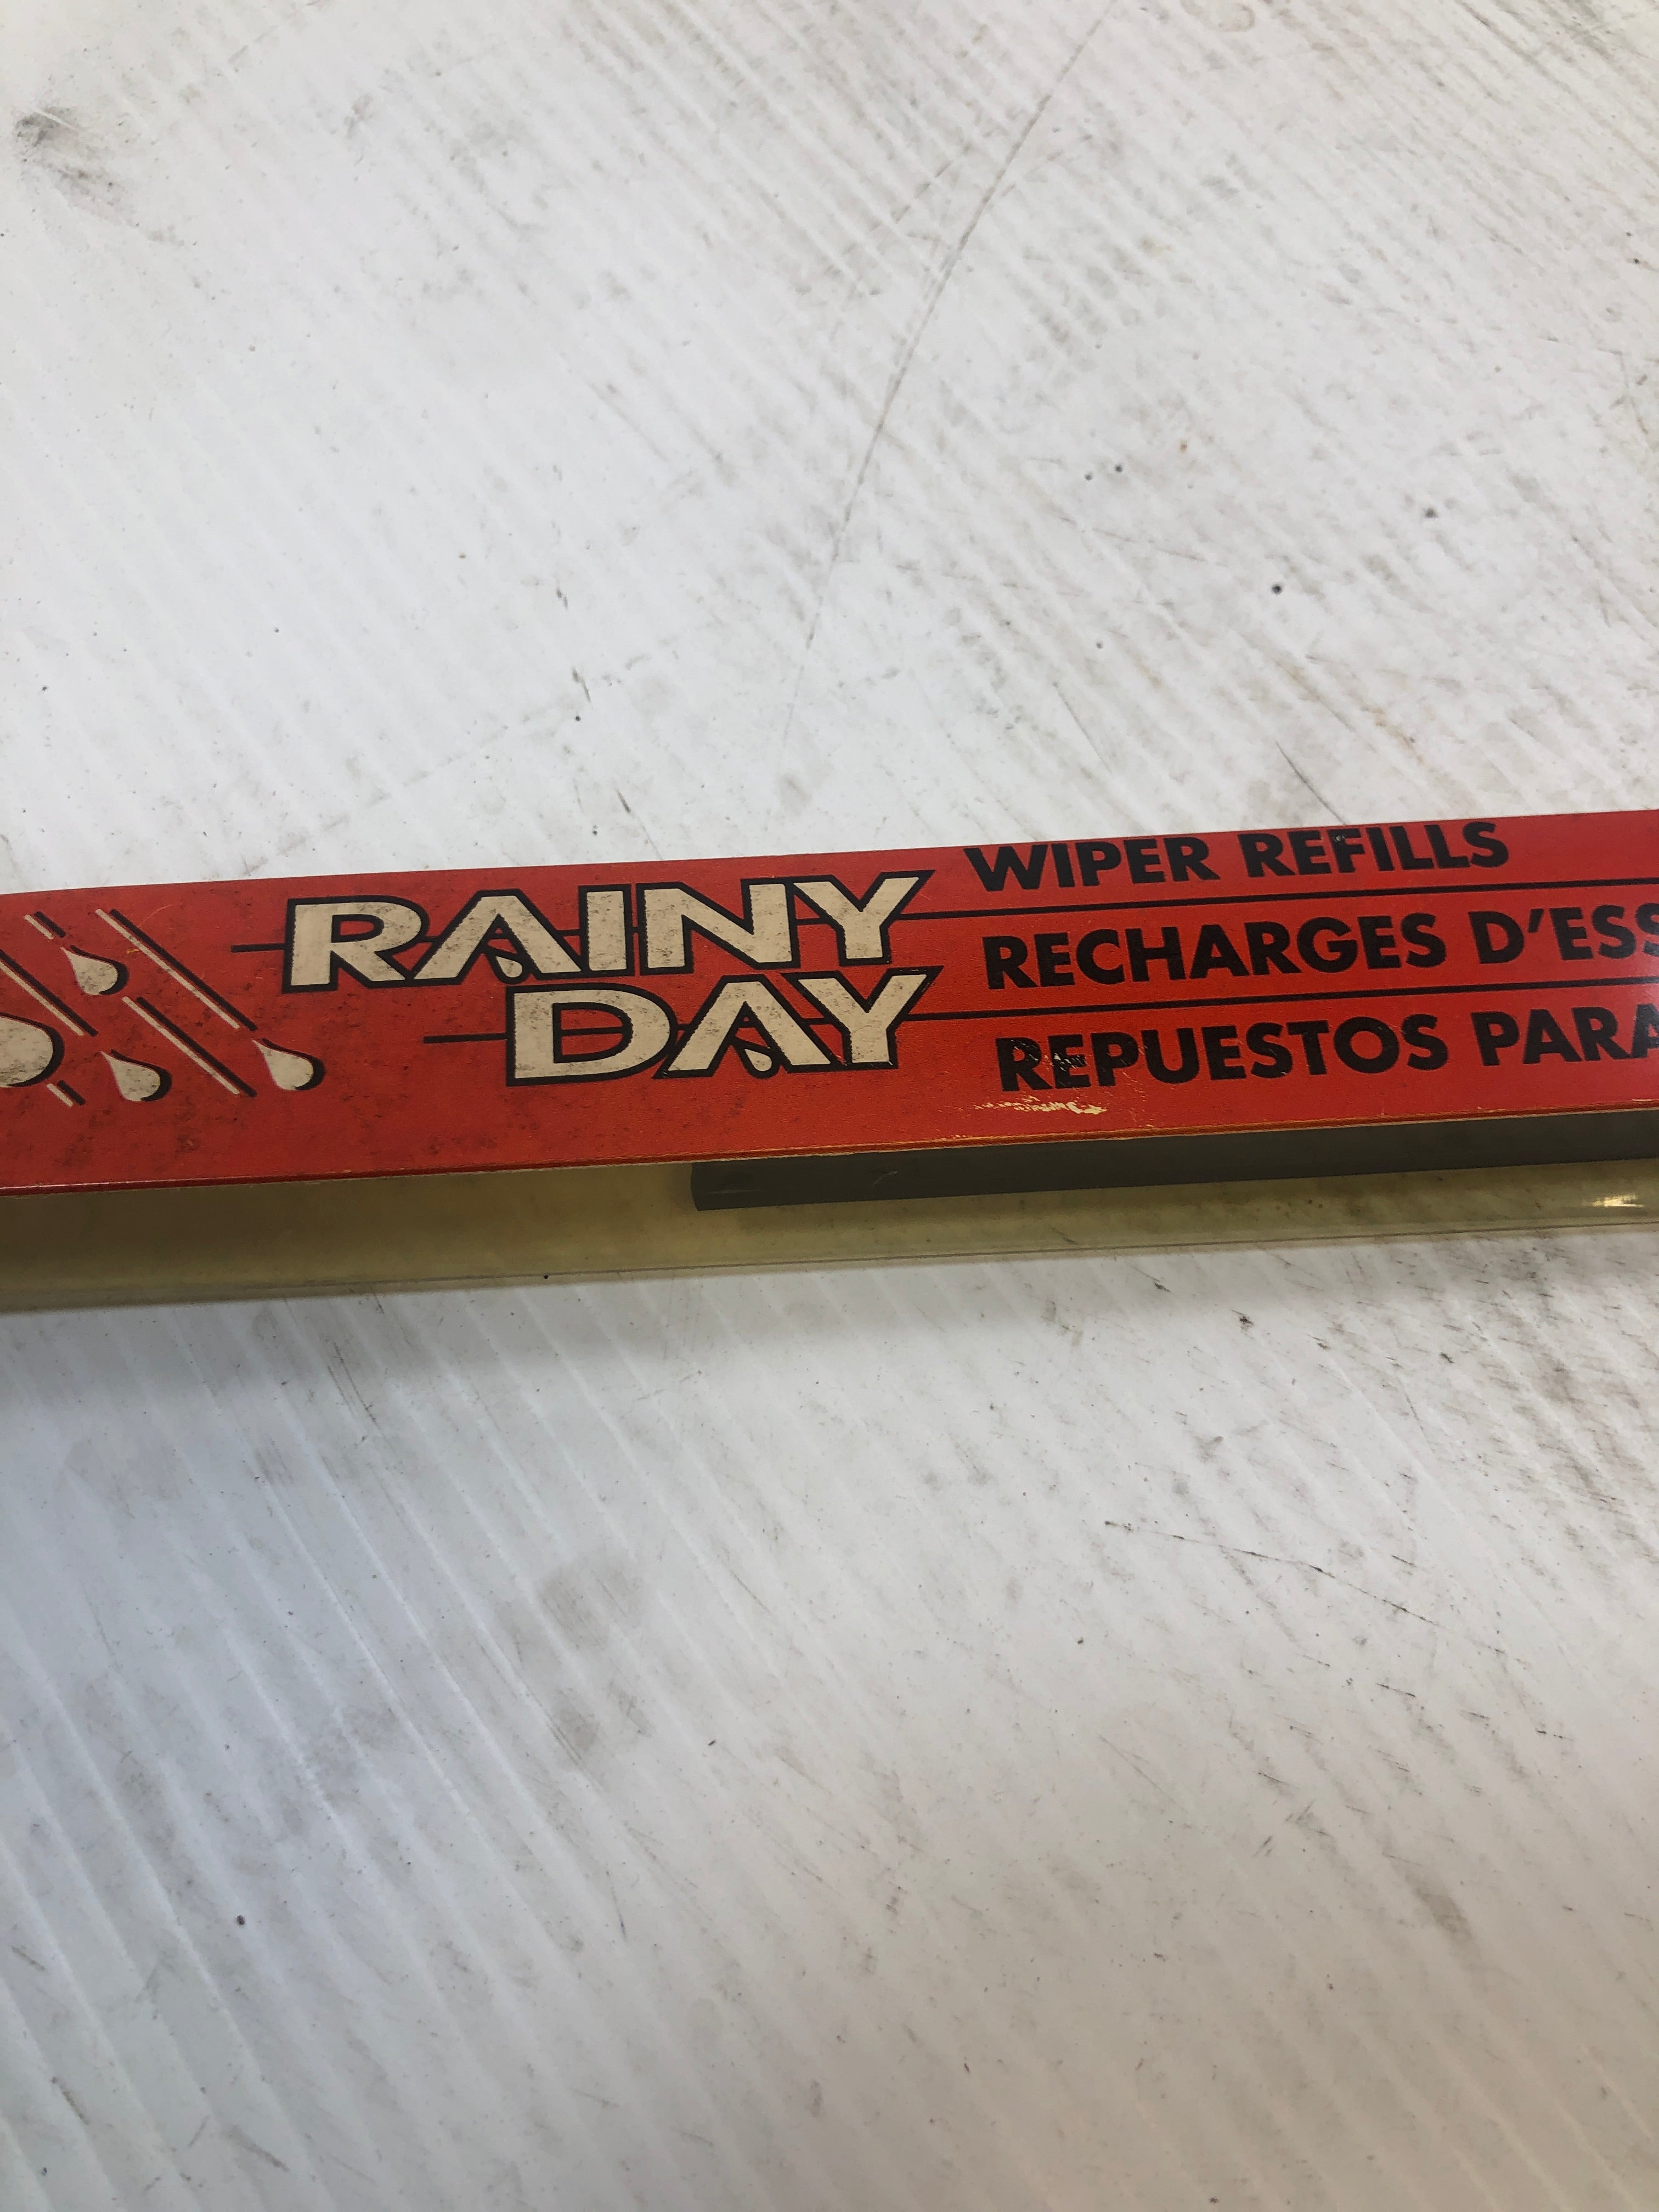 RAINY
DAY
WIPER REFILLS
RECHARGES D'ESS
REPUESTOS PARA